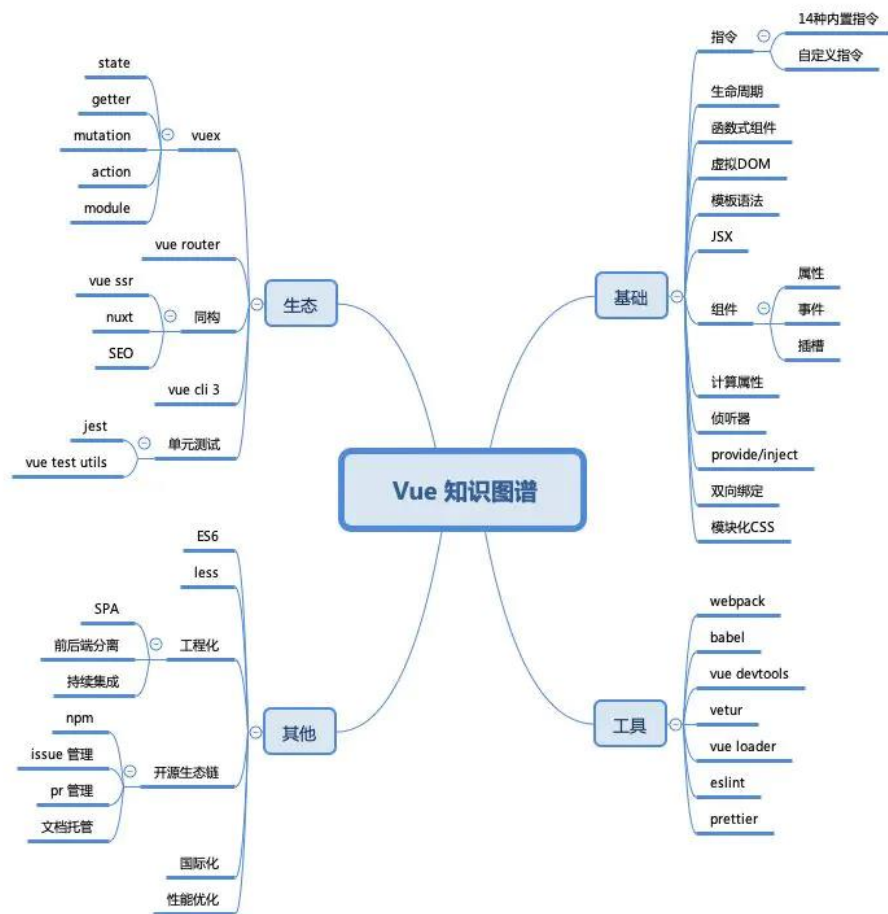 Vue 知识图谱
基础
指令
14种内置指令
自定义指令
生命周期
函数式组件
虚拟DOM
模板语法
JSX
组件
属性
事件
插槽
计算属性
侦听器
provide/inject
双向绑定
模块化CSS
工具
webpack
babel
vue devtools
vetur
vue loader
eslint
prettier
生态
vuex
state
getter
mutation
action
module
vue router
同构
vue ssr
nuxt
SEO
vue cli 3
单元测试
jest
vue test utils
其他
ES6
less
工程化
SPA
前后端分离
持续集成
开源生态链
npm
issue 管理
pr 管理
文档托管
国际化
性能优化